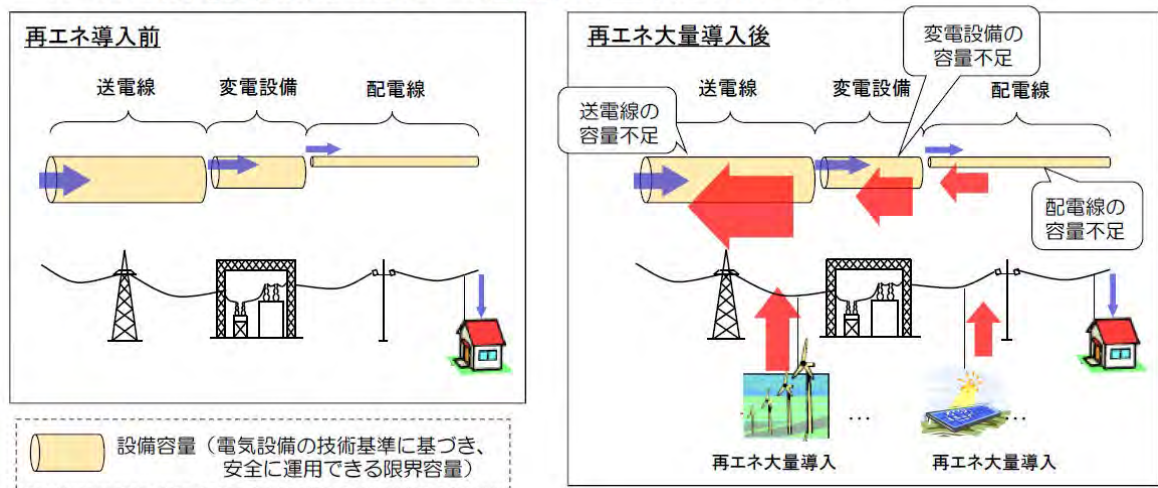 再エネ導入前
送電線
変電設備
配電線
設備容量（電気設備の技術基準に基づき、
安全に運用できる限界容量）
再エネ大量導入後
変電設備の
容量不足
送電線
変電設備
配電線
送電線の
容量不足
配電線の
容量不足
…
…
再エネ大量導入
再エネ大量導入